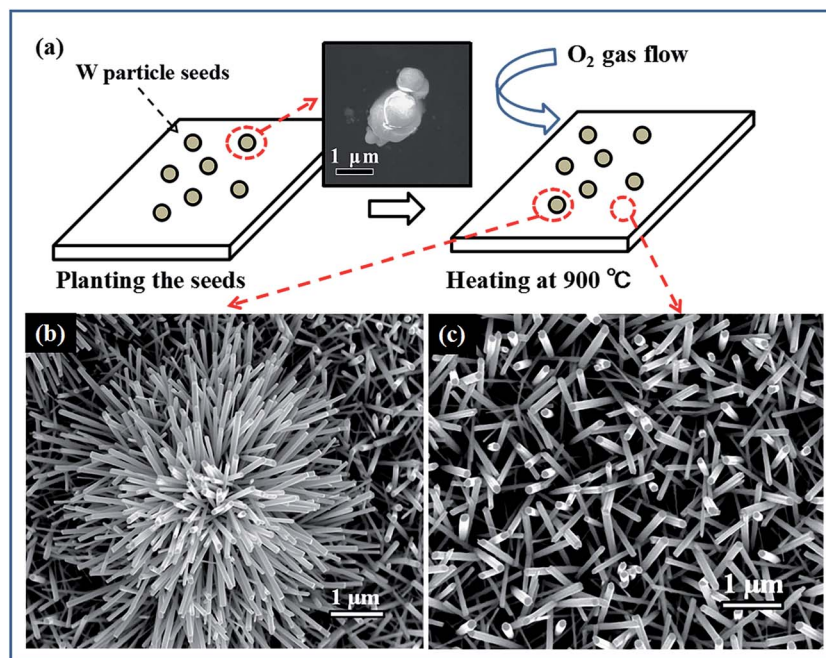 (a)
W particle seeds
O₂ gas flow
1 μm
Planting the seeds
Heating at 900 ℃
(b)
(c)
1 μm
1 μm